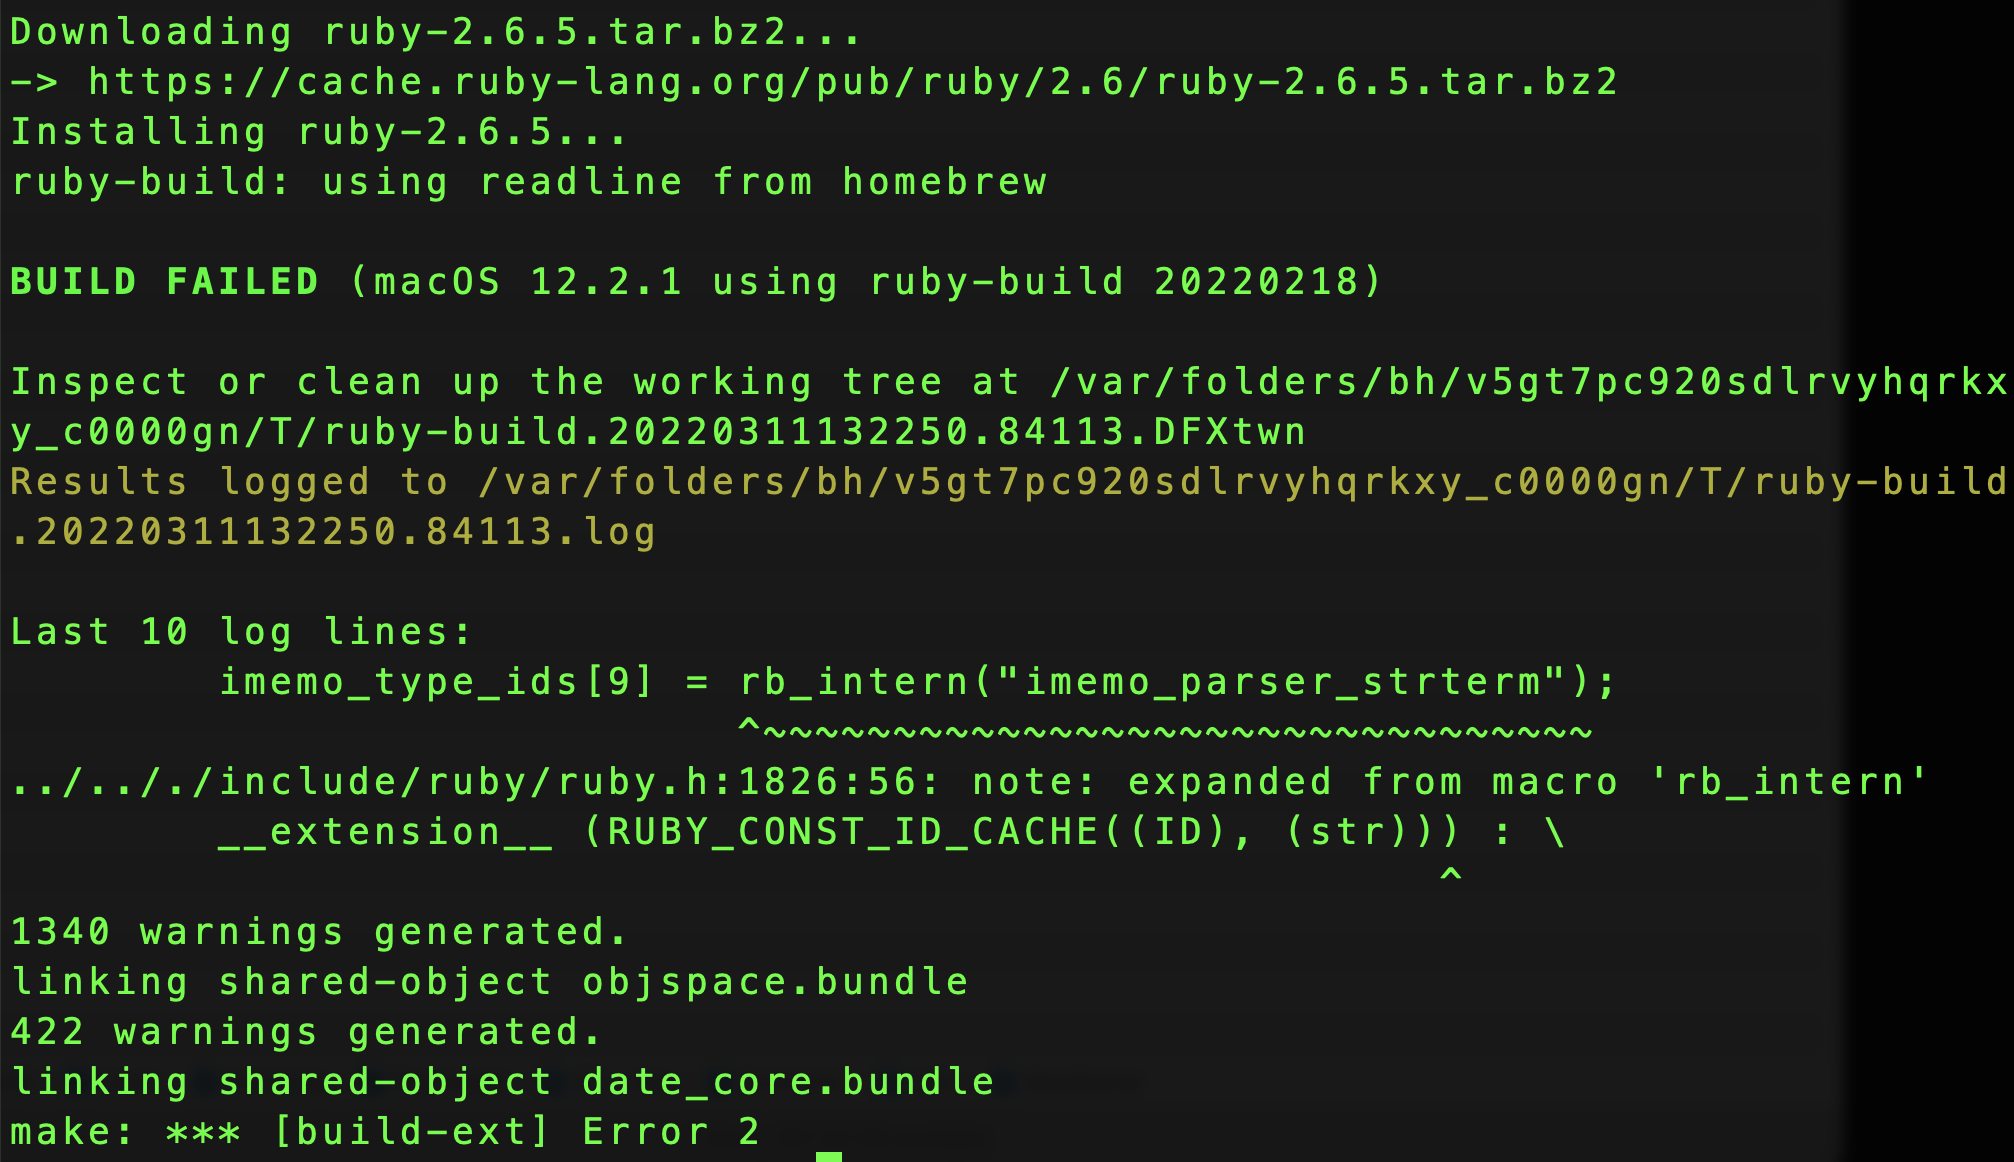 Downloading ruby-2.6.5.tar.bz2...
-> https://cache.ruby-lang.org/pub/ruby/2.6/ruby-2.6.5.tar.bz2
Installing ruby-2.6.5...
ruby-build: using readline from homebrew
BUILD FAILED (macOS 12.2.1 using ruby-build 20220218)
Inspect or clean up the working tree at /var/folders/bh/v5gt7pc920sdlrvyhqrkx
y_c0000gn/T/ruby-build.20220311132250.84113.DFXtwn
Results logged to /var/folders/bh/v5gt7pc920sdlrvyhqrkxy_c0000gn/T/ruby-build
.20220311132250.84113.log
Last 10 log lines:
        imemo_type_ids[9] = rb_intern("imemo_parser_strterm");
                            ^~~~~~~~~~~~~~~~~~~~~~~~~~~~~~~~~
../.././include/ruby/ruby.h:1826:56: note: expanded from macro 'rb_intern'
        __extension__ (RUBY_CONST_ID_CACHE((ID), (str))) : \
                                                       ^
1340 warnings generated.
linking shared-object objspace.bundle
422 warnings generated.
linking shared-object date_core.bundle
make: *** [build-ext] Error 2